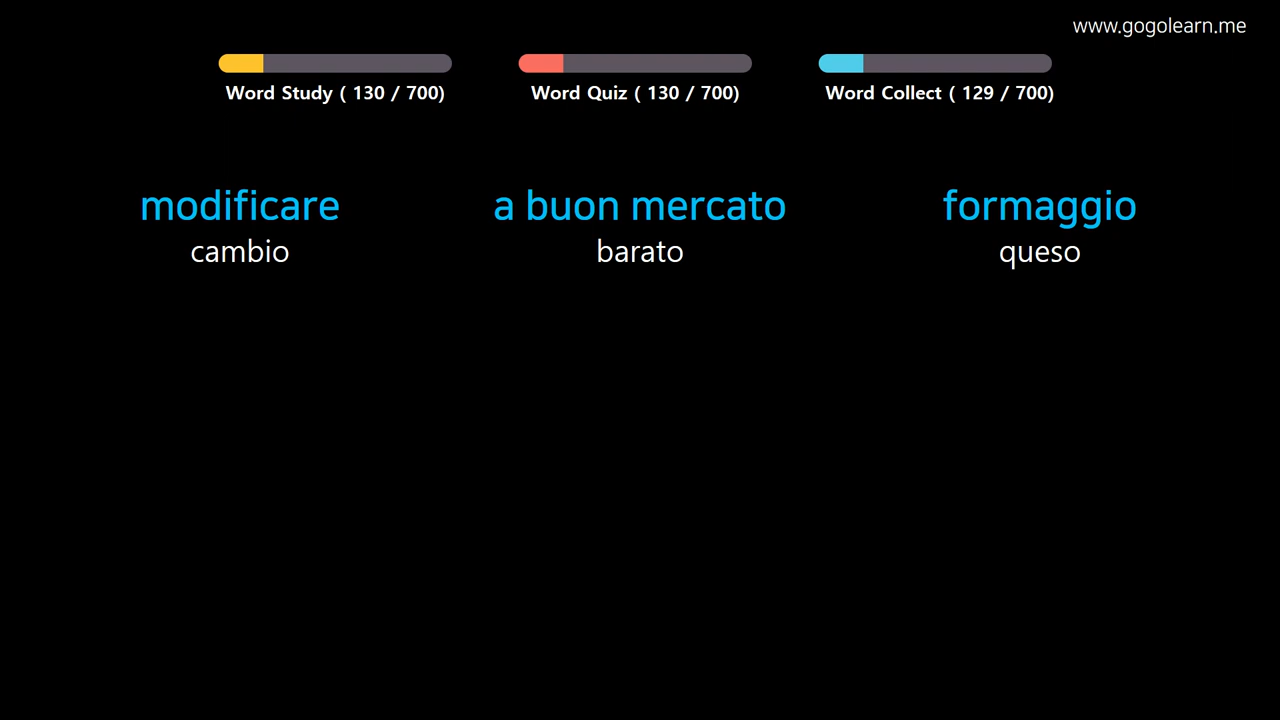 www.gogolearn.me
Word Study ( 130 / 700)
Word Quiz ( 130 / 700)
Word Collect ( 129 / 700)
modificare
cambio
a buon mercato
barato
formaggio
queso